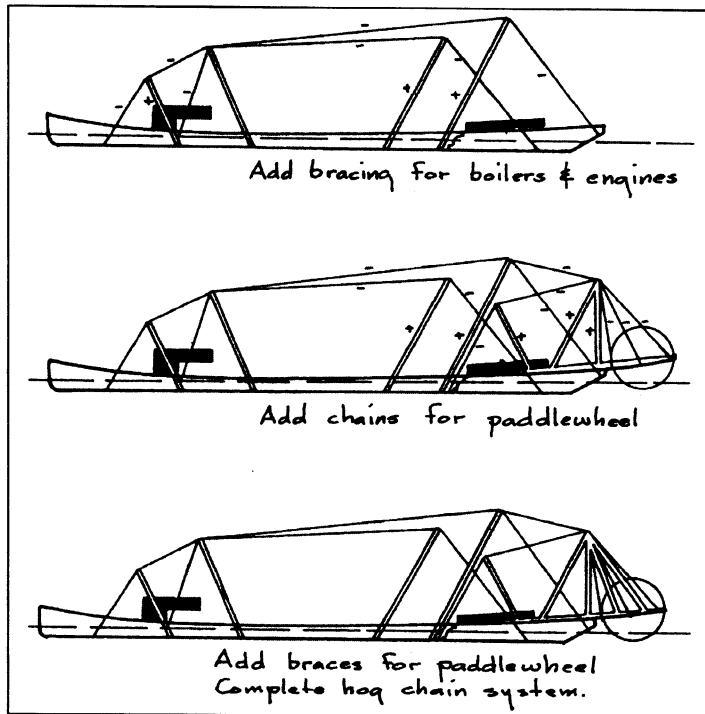 Add bracing for boilers & engines
Add chains for paddlewheel
Add braces for paddlewheel
Complete hog chain system.